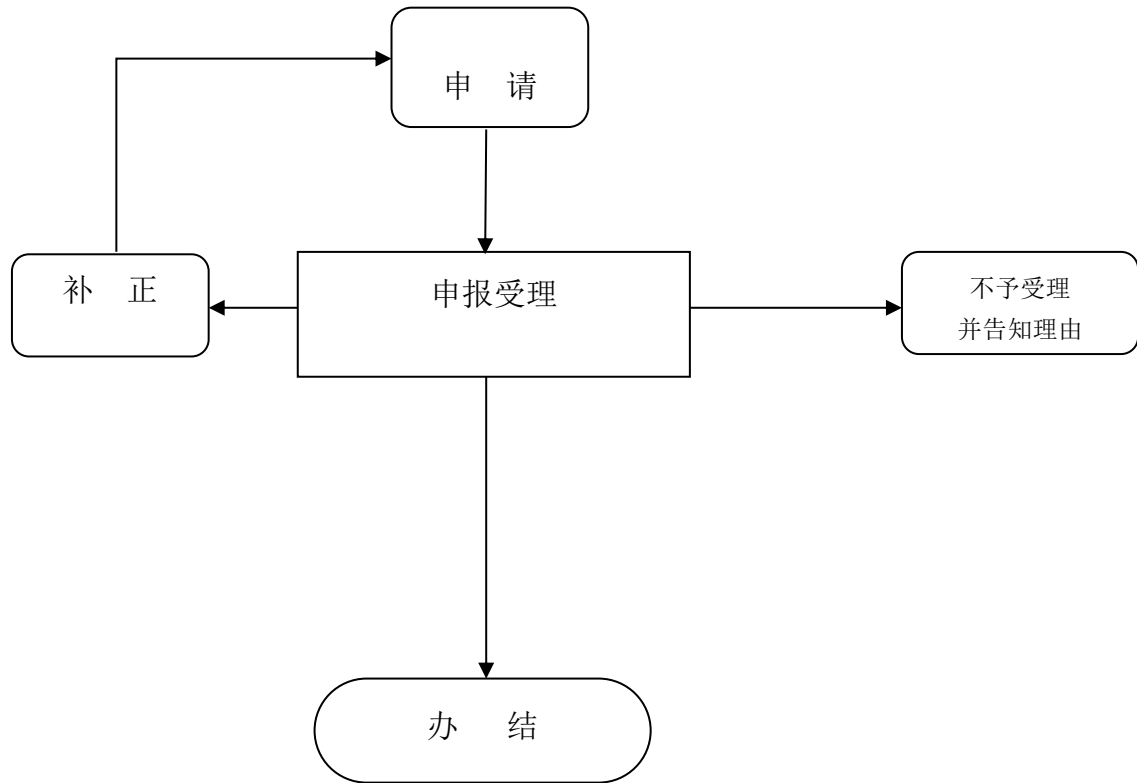 申 请
补 正
申报受理
不予受理
并告知理由
办 结